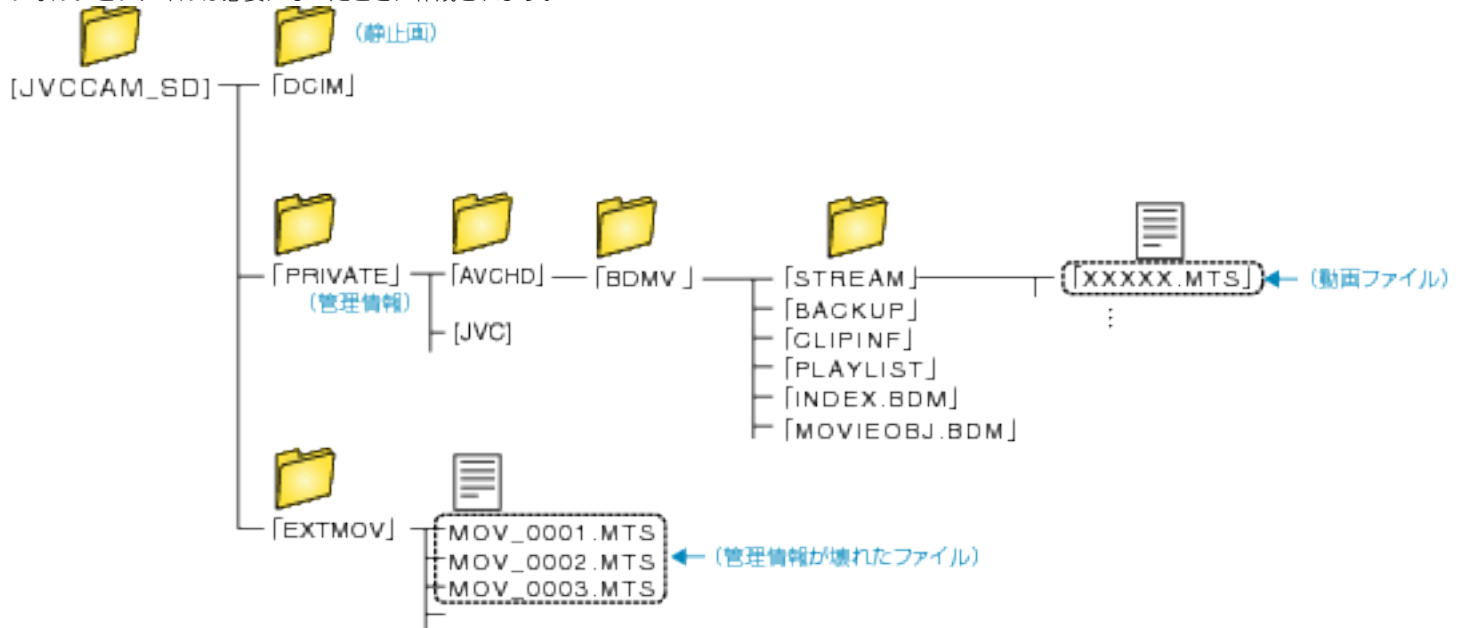 (静止画)
[JVCCAM_SD]
「DCIM」
「PRIVATE」
(管理情報)
「AVCHD」
「BDMV」
「STREAM」
「XXXXX.MTS」
(動画ファイル)
[JVC]
「BACKUP」
「CLIPINF」
「PLAYLIST」
「INDEX.BDM」
「MOVIEOBJ.BDM」
「EXTMOV」
MOV_0001.MTS
MOV_0002.MTS
MOV_0003.MTS
(管理情報が壊れたファイル)